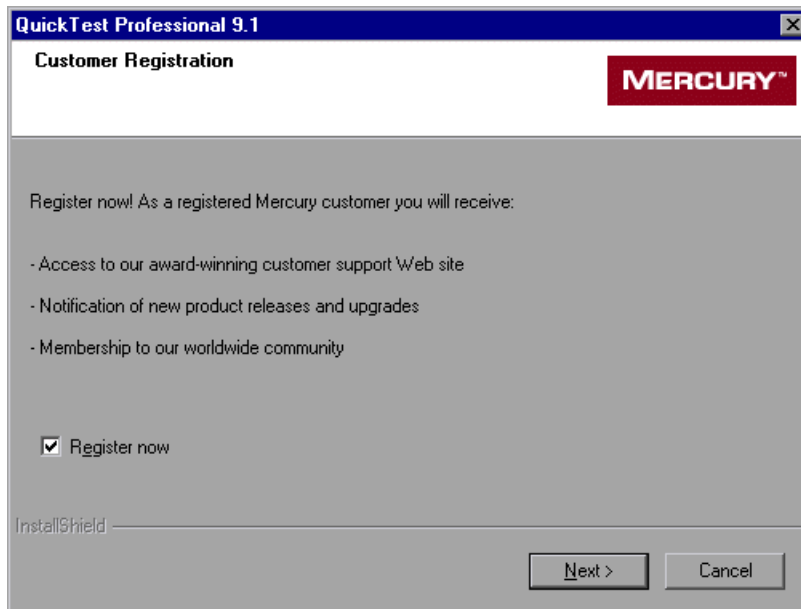 QuickTest Professional 9.1
Customer Registration
MERCURY™
Register now! As a registered Mercury customer you will receive:
- Access to our award-winning customer support Web site
- Notification of new product releases and upgrades
- Membership to our worldwide community
Register now
InstallShield
Next >
Cancel